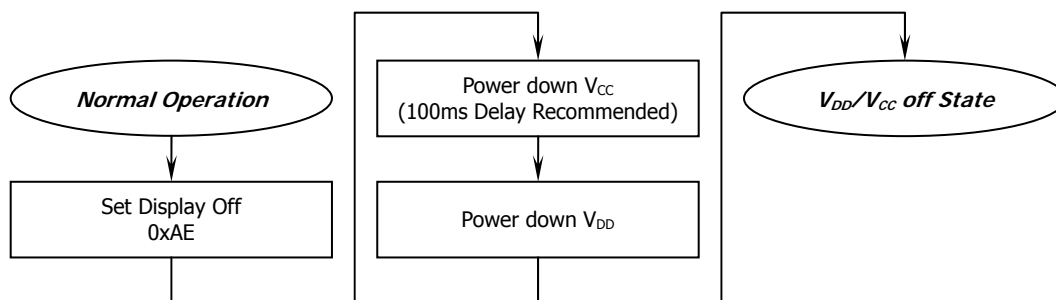 Normal Operation
Set Display Off
0xAE
Power down VCC
(100ms Delay Recommended)
Power down VDD
VDD/VCC off State